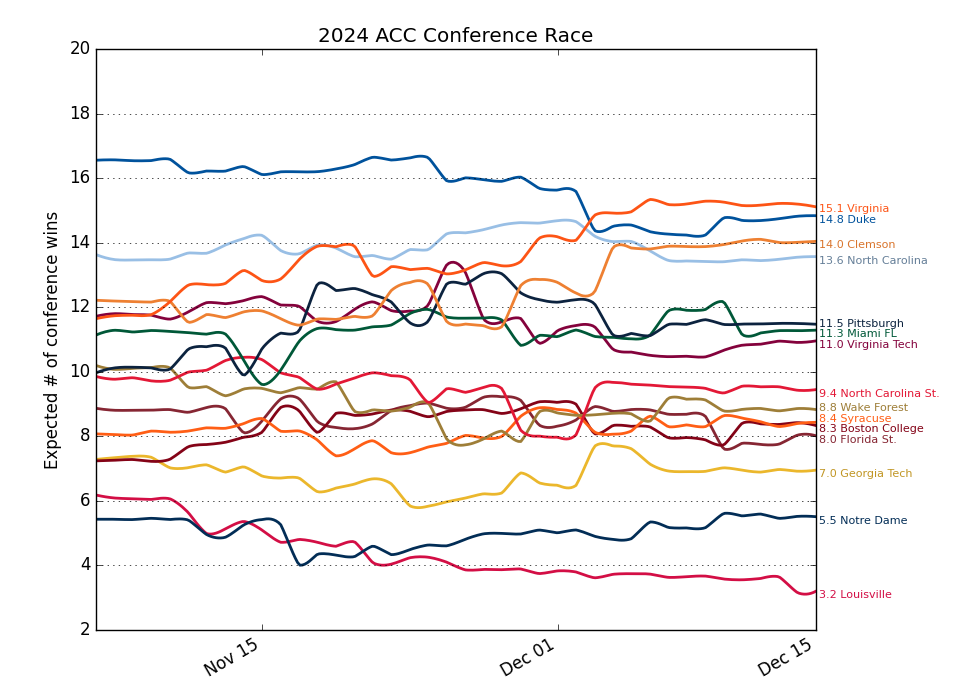 2024 ACC Conference Race
Expected # of conference wins
20
18
16
14
12
10
8
6
4
2
Nov 15
Dec 01
Dec 15
15.1 Virginia
14.8 Duke
14.0 Clemson
13.6 North Carolina
11.5 Pittsburgh
11.3 Miami FL
11.0 Virginia Tech
9.4 North Carolina St.
8.8 Wake Forest
8.4 Syracuse
8.3 Boston College
8.0 Florida St.
7.0 Georgia Tech
5.5 Notre Dame
3.2 Louisville